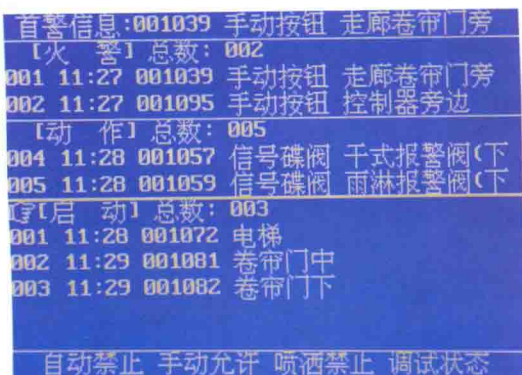 首警信息:001039 手动按钮 走廊卷帘门旁
[火 警] 总数: 002
001 11:27 001039 手动按钮 走廊卷帘门旁
002 11:27 001095 手动按钮 控制器旁边
[动 作] 总数: 005
004 11:28 001057 信号碟阀 干式报警阀(下
005 11:28 001059 信号碟阀 雨淋报警阀(下
☞[启 动] 总数: 003
001 11:28 001072 电梯
002 11:29 001081 卷帘门中
003 11:29 001082 卷帘门下
自动禁止 手动允许 喷洒禁止 调试状态